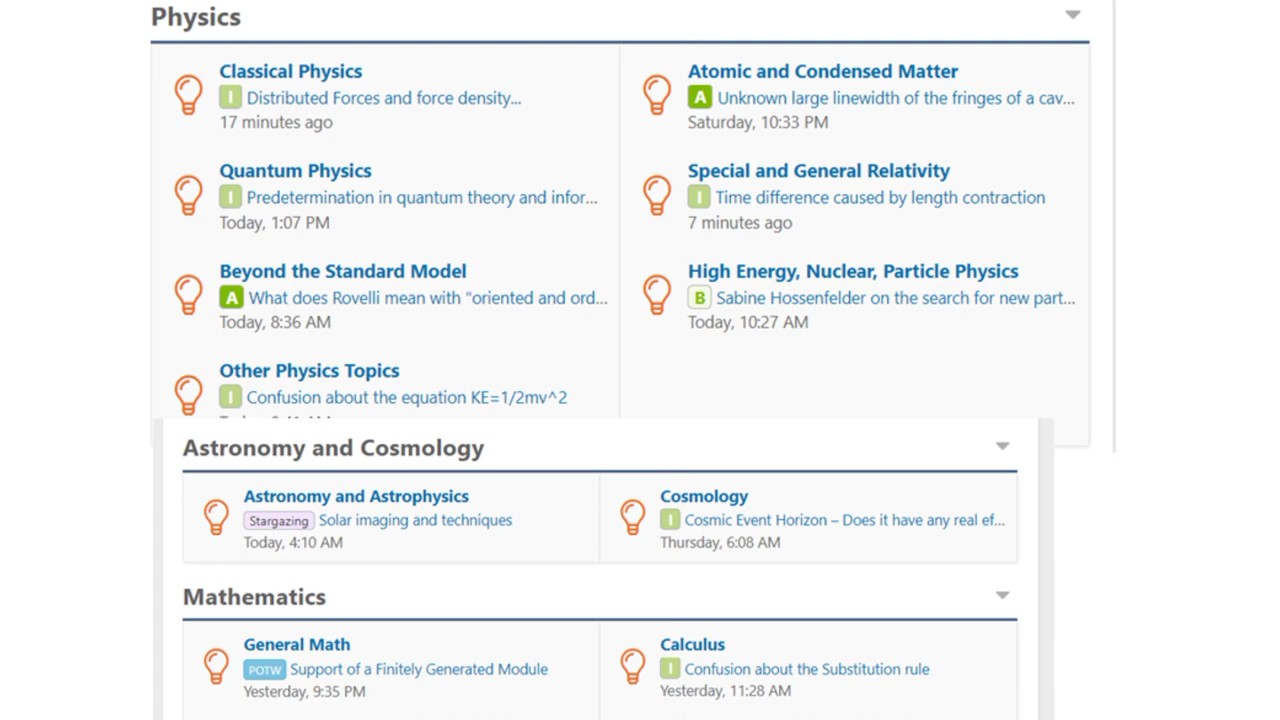 Physics
Classical Physics
I Distributed Forces and force density...
17 minutes ago
Atomic and Condensed Matter
A Unknown large linewidth of the fringes of a cav...
Saturday, 10:33 PM
Quantum Physics
I Predetermination in quantum theory and infor...
Today, 1:07 PM
Special and General Relativity
I Time difference caused by length contraction
7 minutes ago
Beyond the Standard Model
A What does Rovelli mean with "oriented and ord...
Today, 8:36 AM
High Energy, Nuclear, Particle Physics
B Sabine Hossenfelder on the search for new part...
Today, 10:27 AM
Other Physics Topics
I Confusion about the equation KE=1/2mv^2
Astronomy and Cosmology
Astronomy and Astrophysics
Stargazing Solar imaging and techniques
Today, 4:10 AM
Cosmology
I Cosmic Event Horizon – Does it have any real ef...
Thursday, 6:08 AM
Mathematics
General Math
POTW Support of a Finitely Generated Module
Yesterday, 9:35 PM
Calculus
I Confusion about the Substitution rule
Yesterday, 11:28 AM